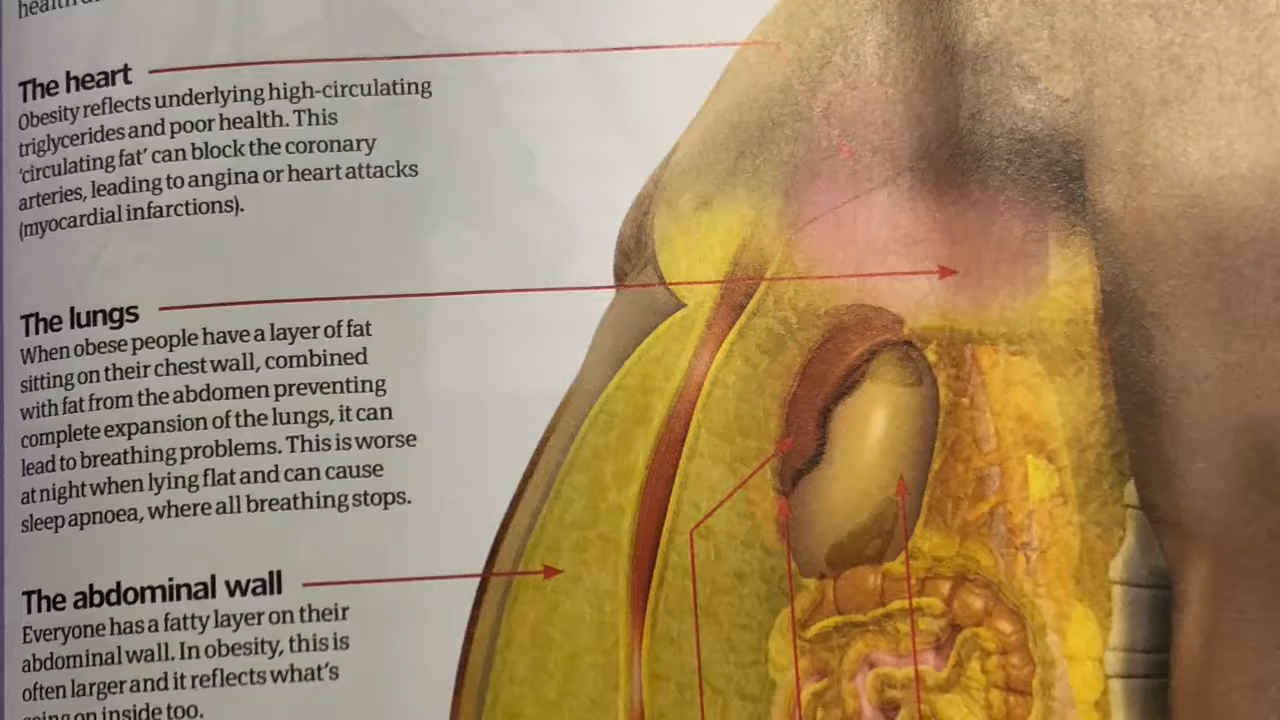 The heart
Obesity reflects underlying high-circulating
triglycerides and poor health. This
‘circulating fat’ can block the coronary
arteries, leading to angina or heart attacks
(myocardial infarctions).
The lungs
When obese people have a layer of fat
sitting on their chest wall, combined
with fat from the abdomen preventing
complete expansion of the lungs, it can
lead to breathing problems. This is worse
at night when lying flat and can cause
sleep apnoea, where all breathing stops.
The abdominal wall
Everyone has a fatty layer on their
abdominal wall. In obesity, this is
often larger and it reflects what’s
going on inside too.